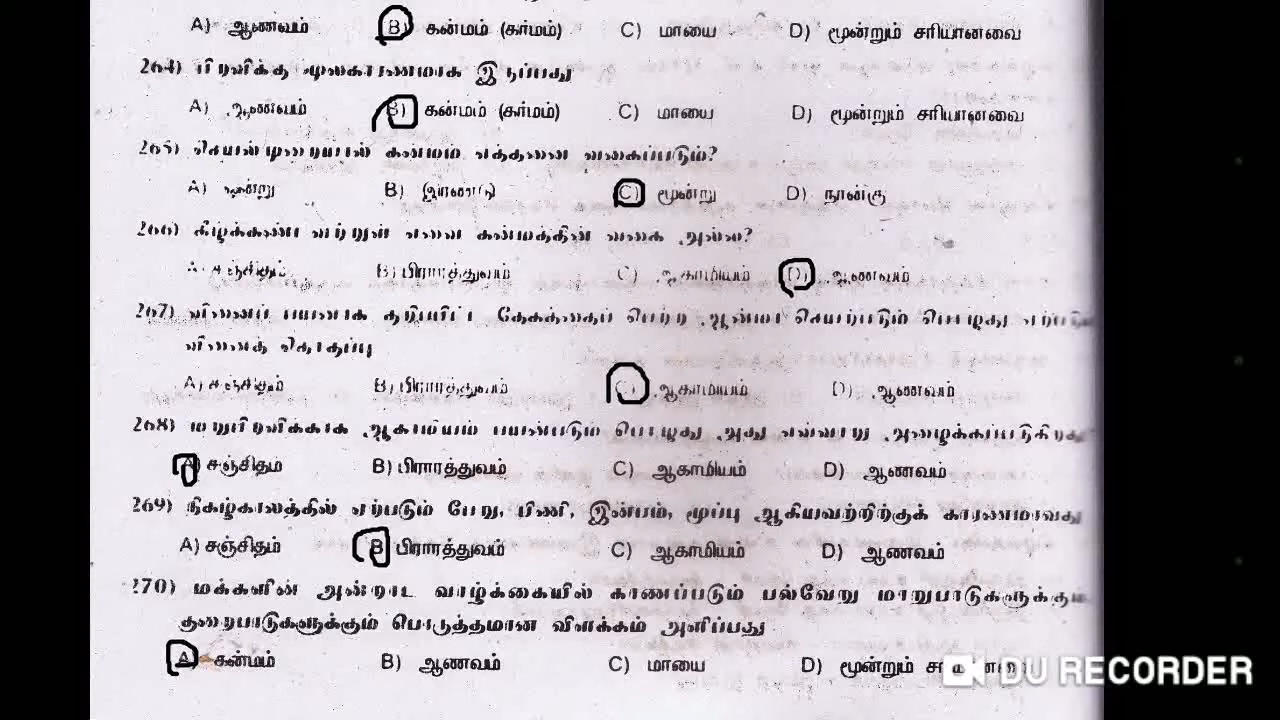 A) ஆணவம் B) கன்மம் (கர்மம்) C) மாயை D) மூன்றும் சரியானவை
264) பிறவிக்கு மூலகாரணமாக இருப்பது
A) ஆணவம் B) கன்மம் (கர்மம்) C) மாயை D) மூன்றும் சரியானவை
265) செயல்முறையால் கன்மம் எத்தனை வகைப்படும்?
A) ஒன்று B) இரண்டு C) மூன்று D) நான்கு
266) கீழ்க்கண்டவற்றுள் எவை கன்மத்தின் வகை அல்ல?
A) சஞ்சிதம் B) பிராரத்துவம் C) ஆகாமியம் D) ஆணவம்
267) வினைப் பயனாக தேகத்தைப் பெற்ற ஆன்மா செயற்படும் பொழுது
வினைத் தொகுப்பு
A) சஞ்சிதம் B) பிராரத்துவம் C) ஆகாமியம் D) ஆணவம்
268) மறுபிறவிக்காக ஆகாமியம் பயன்படும் பொழுது அது எவ்வாறு அழைக்கப்படுகிறது
A) சஞ்சிதம் B) பிராரத்துவம் C) ஆகாமியம் D) ஆணவம்
269) நிகழ்காலத்தில் ஏற்படும் பேறு, பிணி, இன்பம், மூப்பு ஆகியவற்றிற்குக் காரணமாவது
A) சஞ்சிதம் B) பிராரத்துவம் C) ஆகாமியம் D) ஆணவம்
270) மக்களின் அன்றாட வாழ்க்கையில் காணப்படும் பல்வேறு மாறுபாடுகளுக்கும்
குறைபாடுகளுக்கும் பொருத்தமான விளக்கம் அளிப்பது
A) கன்மம் B) ஆணவம் C) மாயை D) மூன்றும் சரியானவை
DU RECORDER